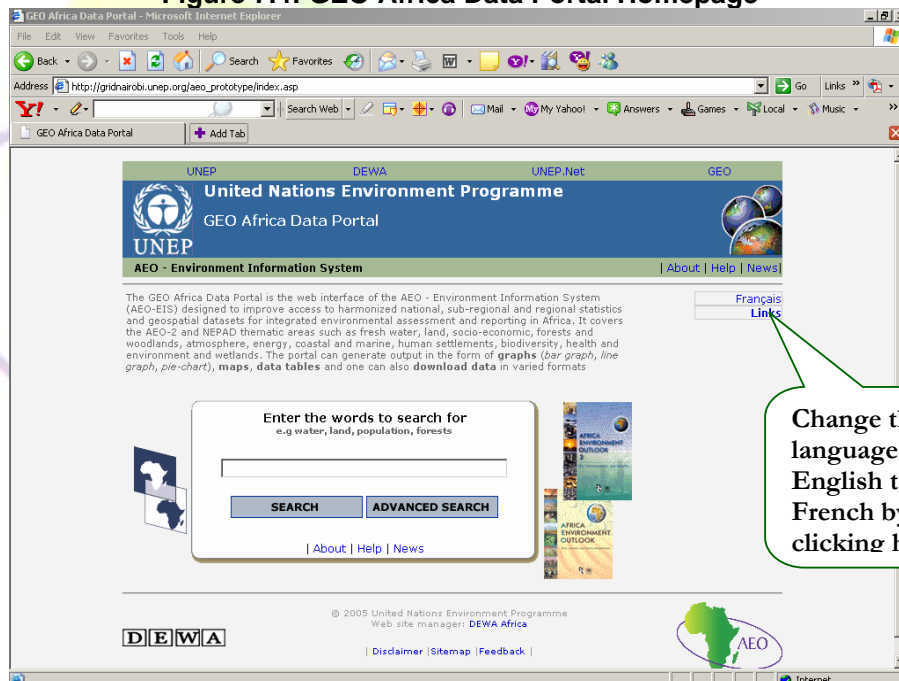 GEO Africa Data Portal Homepage
GEO Africa Data Portal - Microsoft Internet Explorer
File Edit View Favorites Tools Help
Back Search Favorites
Address http://gridnairobi.unep.org/aeo_prototype/index.asp Go Links »
Y! Search Web Mail My Yahoo! Answers Games Local Music »
GEO Africa Data Portal Add Tab
UNEP DEWA UNEP.Net GEO
United Nations Environment Programme
GEO Africa Data Portal
UNEP
AEO - Environment Information System | About | Help | News|
The GEO Africa Data Portal is the web interface of the AEO - Environment Information System
(AEO-EIS) designed to improve access to harmonized national, sub-regional and regional statistics
and geospatial datasets for integrated environmental assessment and reporting in Africa. It covers
the AEO-2 and NEPAD thematic areas such as fresh water, land, socio-economic, forests and
woodlands, atmosphere, energy, coastal and marine, human settlements, biodiversity, health and
environment and wetlands. The portal can generate output in the form of graphs (bar graph, line
graph, pie-chart), maps, data tables and one can also download data in varied formats
Français
Links
Change
language
English
French
clicking
Enter the words to search for
e.g water, land, population, forests
SEARCH ADVANCED SEARCH
| About | Help | News
AFRICA
ENVIRONMENT
OUTLOOK
2
AFRICA
ENVIRONMENT
OUTLOOK
© 2005 United Nations Environment Programme
Web site manager: DEWA Africa
| Disclaimer |Sitemap |Feedback |
DEWA
AEO
Internet